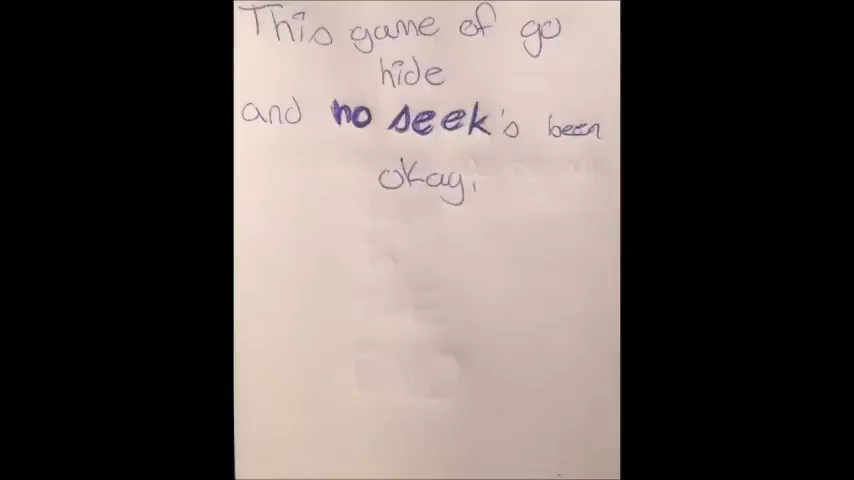 This game of go
hide
and no seek's been
okay,